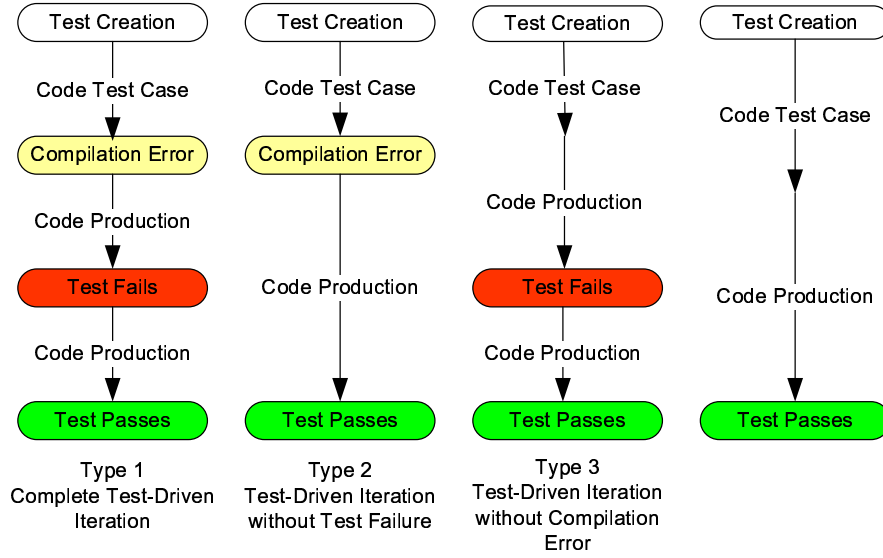 Test Creation
Code Test Case
Compilation Error
Code Production
Test Fails
Code Production
Test Passes
Type 1
Complete Test-Driven
Iteration
Test Creation
Code Test Case
Compilation Error
Code Production
Test Passes
Type 2
Test-Driven Iteration
without Test Failure
Test Creation
Code Test Case
Code Production
Test Fails
Code Production
Test Passes
Type 3
Test-Driven Iteration
without Compilation
Error
Test Creation
Code Test Case
Code Production
Test Passes